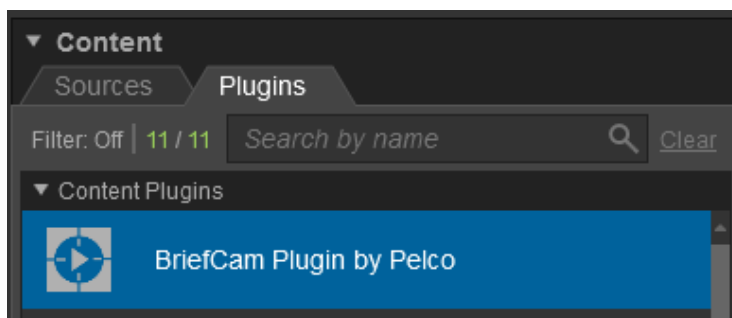 Content
Sources Plugins
Filter: Off 11 / 11 Search by name Clear
Content Plugins
BriefCam Plugin by Pelco